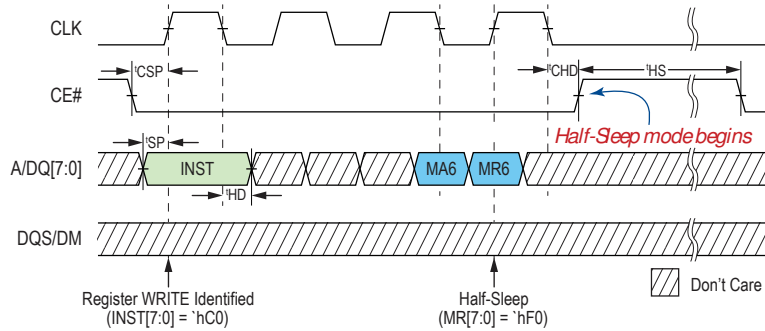 CLK
tCSP
tCHD
tHS
CE#
Half-Sleep mode begins
tSP
A/DQ[7:0]
INST
MA6
MR6
tHD
DQS/DM
Register WRITE Identified
(INST[7:0] = `hC0)
Half-Sleep
(MR[7:0] = `hF0)
Don't Care